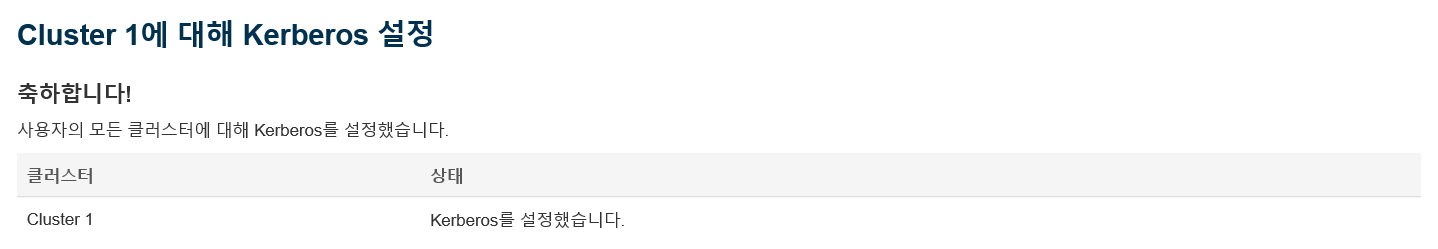 Cluster 1에 대해 Kerberos 설정
축하합니다!
사용자의 모든 클러스터에 대해 Kerberos를 설정했습니다.
클러스터 상태
Cluster 1 Kerberos를 설정했습니다.